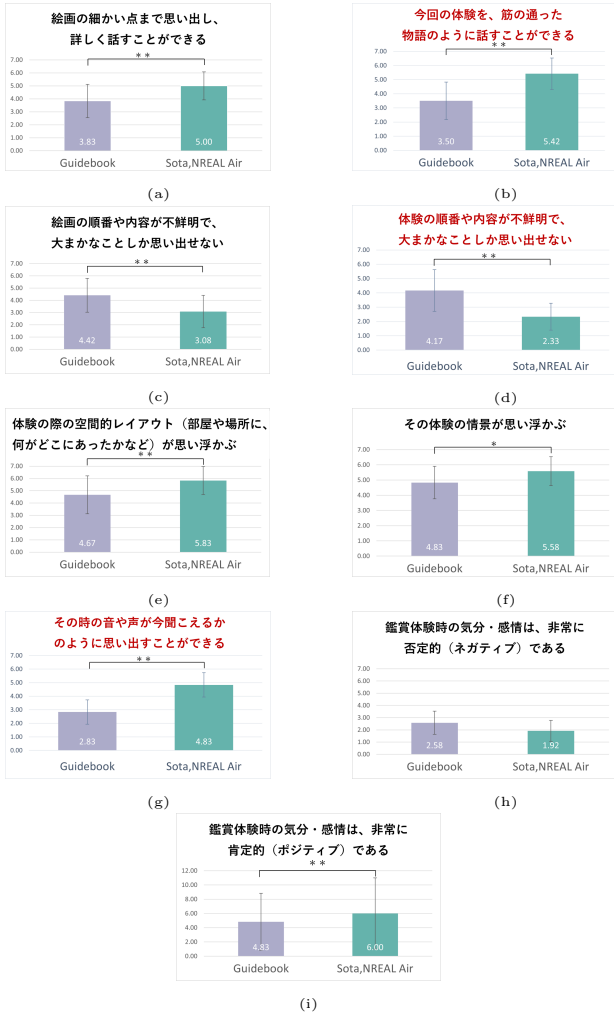 絵画の細かい点まで思い出し、
詳しく話すことができる
**
7.00
6.00
5.00
4.00
3.00
2.00
1.00
0.00
3.83
5.00
Guidebook
Sota,NREAL Air
(a)
今回の体験を、筋の通った
物語のように話すことができる
**
7.00
6.00
5.00
4.00
3.00
2.00
1.00
0.00
3.50
5.42
Guidebook
Sota,NREAL Air
(b)
絵画の順番や内容が不鮮明で、
大まかなことしか思い出せない
**
7.00
6.00
5.00
4.00
3.00
2.00
1.00
0.00
4.42
3.08
Guidebook
Sota,NREAL Air
(c)
体験の順番や内容が不鮮明で、
大まかなことしか思い出せない
**
7.00
6.00
5.00
4.00
3.00
2.00
1.00
0.00
4.17
2.33
Guidebook
Sota,NREAL Air
(d)
体験の際の空間的レイアウト（部屋や場所に、
何がどこにあったかなど）が思い浮かぶ
**
7.00
6.00
5.00
4.00
3.00
2.00
1.00
0.00
4.67
5.83
Guidebook
Sota,NREAL Air
(e)
その体験の情景が思い浮かぶ
*
7.00
6.00
5.00
4.00
3.00
2.00
1.00
0.00
4.83
5.58
Guidebook
Sota,NREAL Air
(f)
その時の音や声が今聞こえるか
のように思い出すことができる
**
7.00
6.00
5.00
4.00
3.00
2.00
1.00
0.00
2.83
4.83
Guidebook
Sota,NREAL Air
(g)
鑑賞体験時の気分・感情は、非常に
否定的（ネガティブ）である
7.00
6.00
5.00
4.00
3.00
2.00
1.00
0.00
2.58
1.92
Guidebook
Sota,NREAL Air
(h)
鑑賞体験時の気分・感情は、非常に
肯定的（ポジティブ）である
**
12.00
10.00
8.00
6.00
4.00
2.00
0.00
4.83
6.00
Guidebook
Sota,NREAL Air
(i)